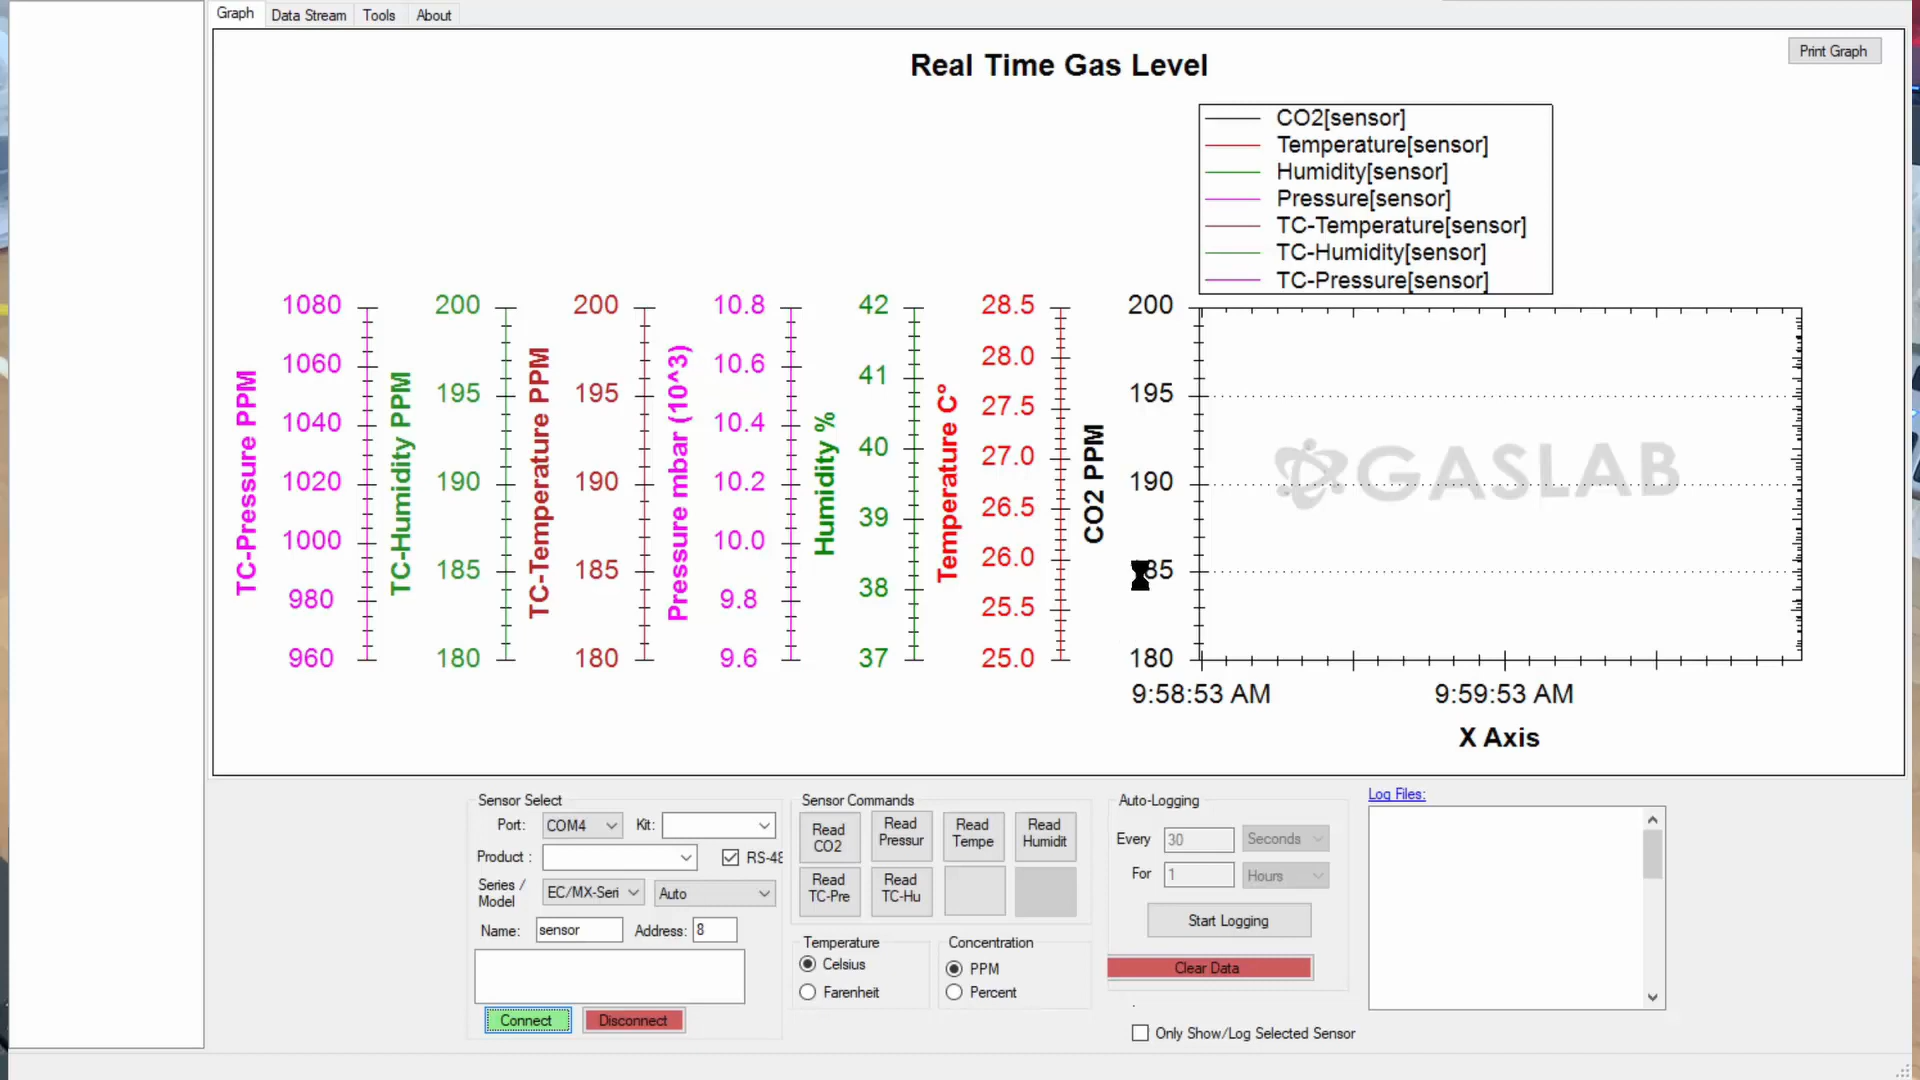 Graph
Data Stream
Tools
About
Print Graph
Real Time Gas Level
CO2[sensor]
Temperature[sensor]
Humidity[sensor]
Pressure[sensor]
TC-Temperature[sensor]
TC-Humidity[sensor]
TC-Pressure[sensor]
TC-Pressure PPM
1080
1060
1040
1020
1000
980
960
TC-Humidity PPM
200
195
190
185
180
TC-Temperature PPM
200
195
190
185
180
Pressure mbar (10^3)
10.8
10.6
10.4
10.2
10.0
9.8
9.6
Humidity %
42
41
40
39
38
37
Temperature C°
28.5
28.0
27.5
27.0
26.5
26.0
25.5
25.0
CO2 PPM
200
195
190
85
180
GASLAB
9:58:53 AM
9:59:53 AM
X Axis
Sensor Select
Port:
COM4
Kit:
Product :
RS-48
Series /
Model
EC/MX-Seri
Auto
Name:
sensor
Address:
8
Connect
Disconnect
Sensor Commands
Read
CO2
Read
Pressur
Read
Tempe
Read
Humidit
Read
TC-Pre
Read
TC-Hu
Temperature
Celsius
Farenheit
Concentration
PPM
Percent
Auto-Logging
Every
30
Seconds
For
1
Hours
Start Logging
Clear Data
Only Show/Log Selected Sensor
Log Files: